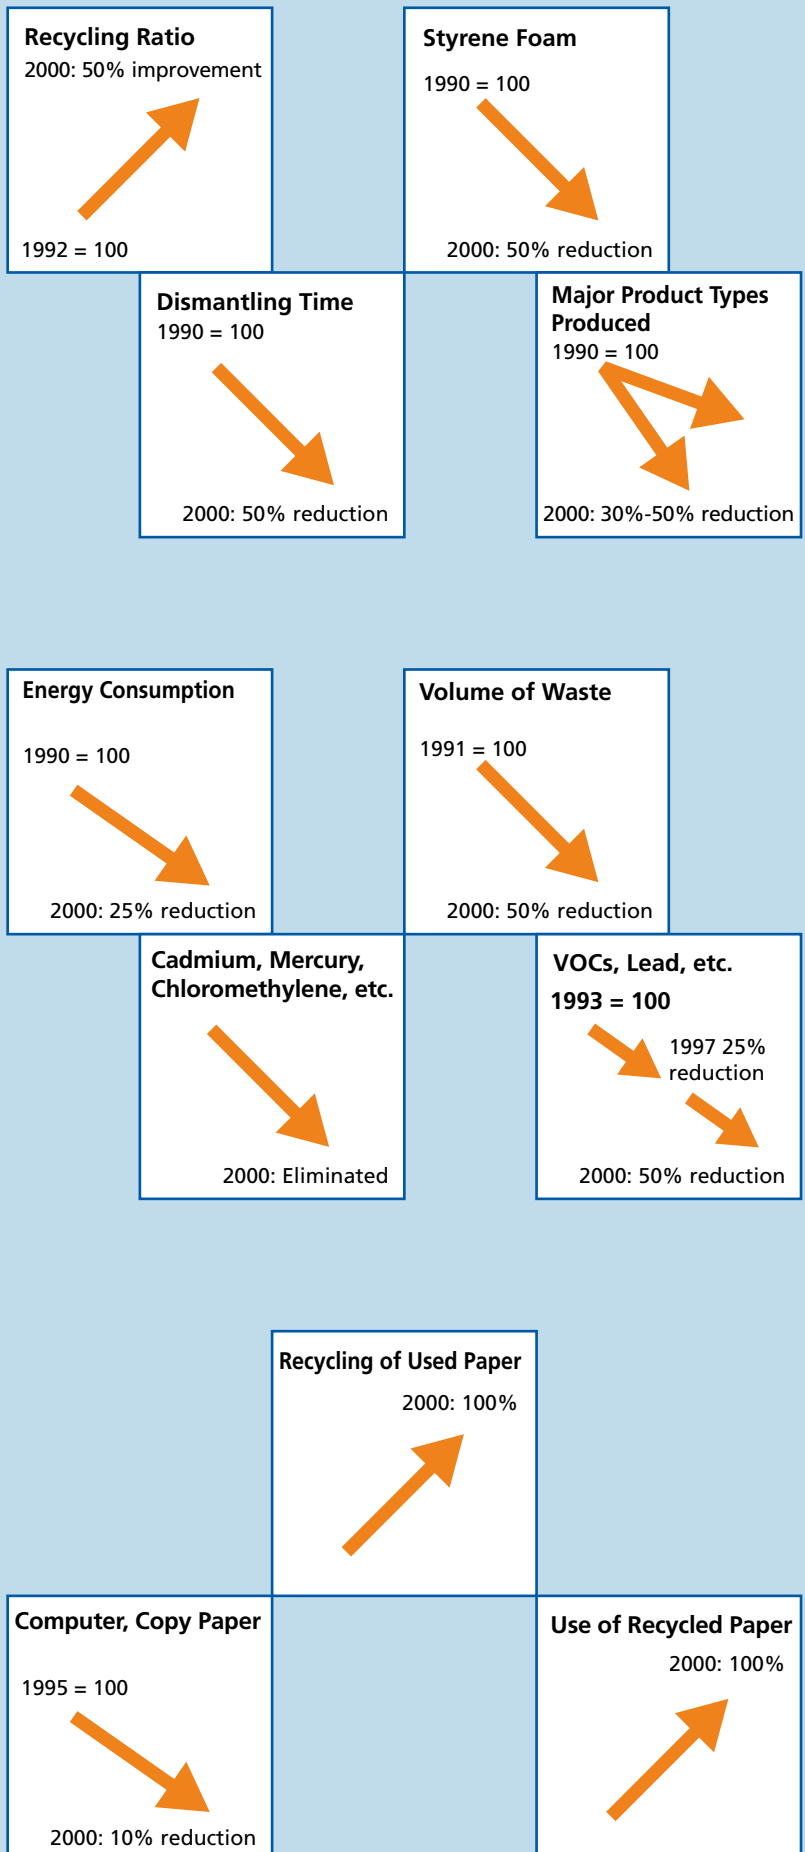 Recycling Ratio
2000: 50% improvement
1992 = 100
Styrene Foam
1990 = 100
2000: 50% reduction
Dismantling Time
1990 = 100
2000: 50% reduction
Major Product Types
Produced
1990 = 100
2000: 30%-50% reduction
Energy Consumption
1990 = 100
2000: 25% reduction
Volume of Waste
1991 = 100
2000: 50% reduction
Cadmium, Mercury,
Chloromethylene, etc.
2000: Eliminated
VOCs, Lead, etc.
1993 = 100
1997 25%
reduction
2000: 50% reduction
Recycling of Used Paper
2000: 100%
Computer, Copy Paper
1995 = 100
2000: 10% reduction
Use of Recycled Paper
2000: 100%